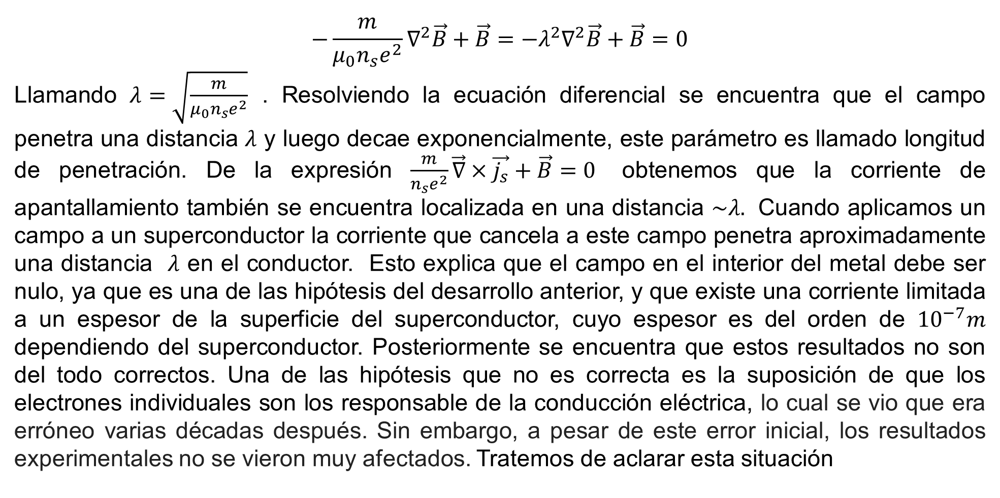 $-\frac{m}{\mu_0 n_s e^2}\nabla^2\vec{B} + \vec{B} = -\lambda^2\nabla^2\vec{B} + \vec{B} = 0$
Llamando $\lambda = \sqrt{\frac{m}{\mu_0 n_s e^2}}$ . Resolviendo la ecuación diferencial se encuentra que el campo
penetra una distancia $\lambda$ y luego decae exponencialmente, este parámetro es llamado longitud
de penetración. De la expresión $\frac{m}{n_s e^2}\vec{\nabla} \times \vec{j_s} + \vec{B} = 0$ obtenemos que la corriente de
apantallamiento también se encuentra localizada en una distancia ~$\lambda$. Cuando aplicamos un
campo a un superconductor la corriente que cancela a este campo penetra aproximadamente
una distancia $\lambda$ en el conductor. Esto explica que el campo en el interior del metal debe ser
nulo, ya que es una de las hipótesis del desarrollo anterior, y que existe una corriente limitada
a un espesor de la superficie del superconductor, cuyo espesor es del orden de $10^{-7}m$
dependiendo del superconductor. Posteriormente se encuentra que estos resultados no son
del todo correctos. Una de las hipótesis que no es correcta es la suposición de que los
electrones individuales son los responsable de la conducción eléctrica, lo cual se vio que era
erróneo varias décadas después. Sin embargo, a pesar de este error inicial, los resultados
experimentales no se vieron muy afectados. Tratemos de aclarar esta situación